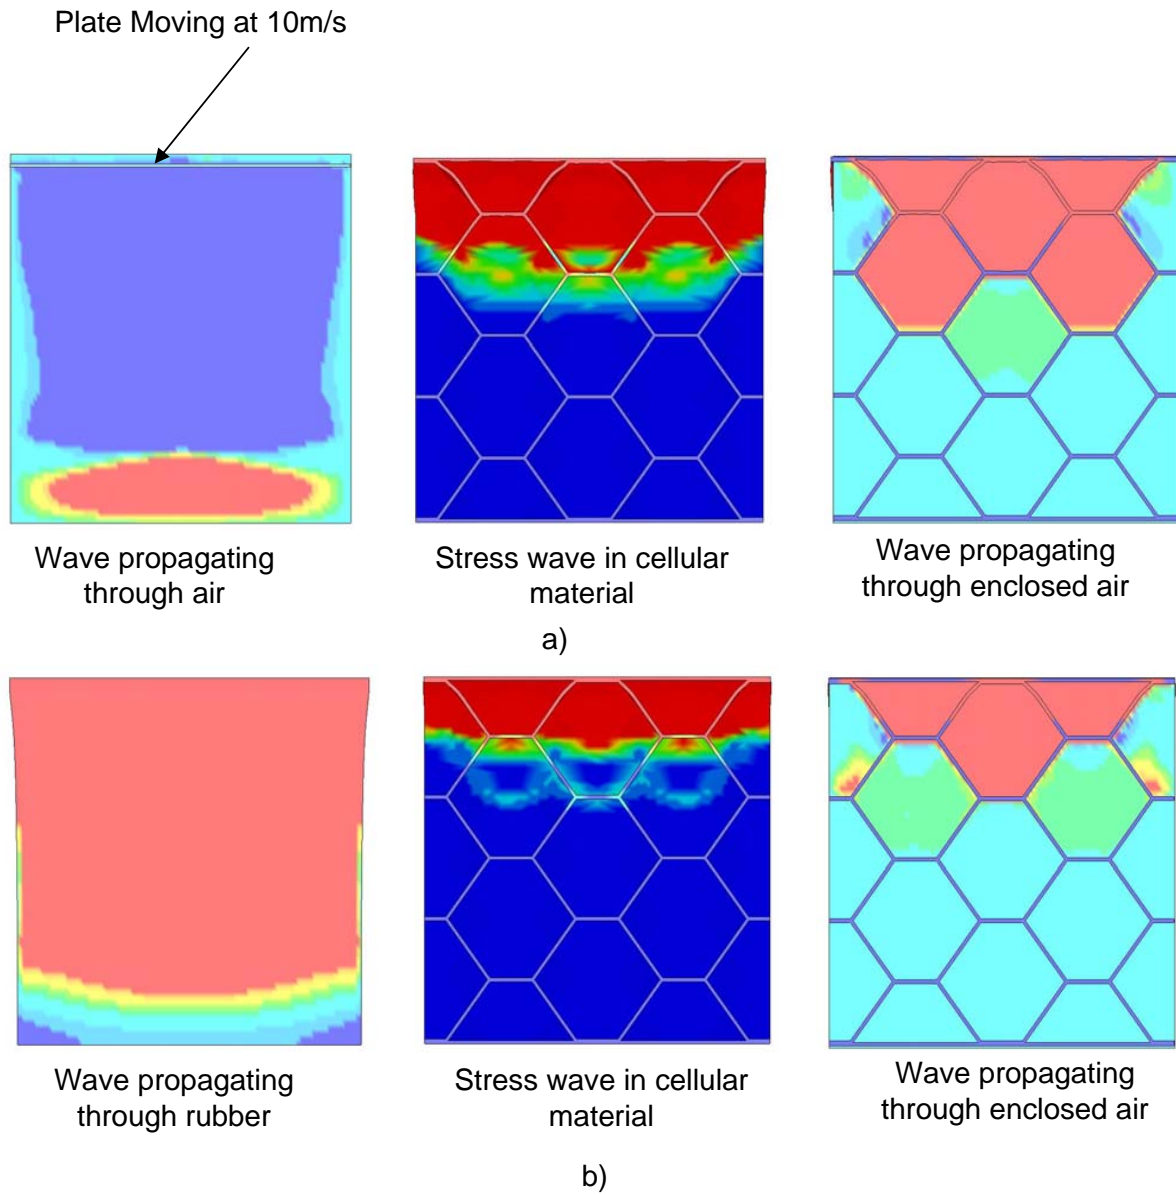 Plate Moving at 10m/s
Wave propagating
through air
Stress wave in cellular
material
Wave propagating
through enclosed air
a)
Wave propagating
through rubber
Stress wave in cellular
material
Wave propagating
through enclosed air
b)